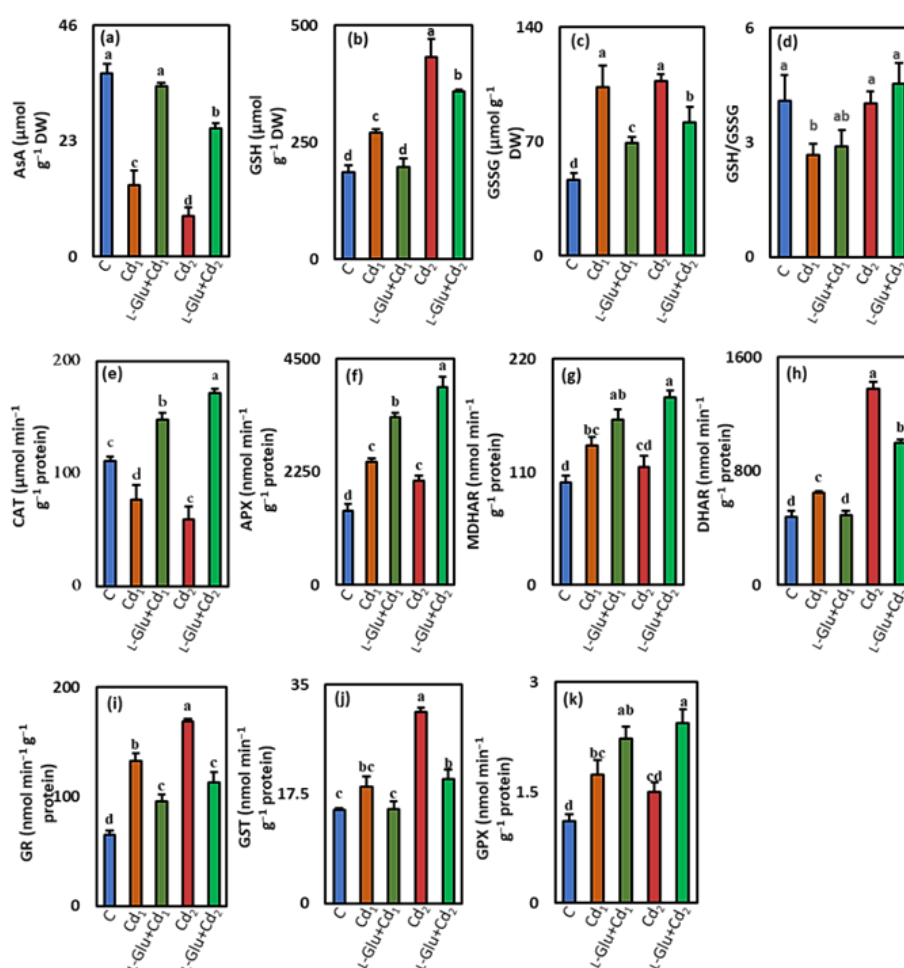 (a)
AsA (µmol g⁻¹ DW)
46
23
0
a
c
a
d
b
C
Cd₁
L-Glu+Cd₁
Cd₂
L-Glu+Cd₂
(b)
GSH (µmol g⁻¹ DW)
500
250
0
d
c
d
a
b
C
Cd₁
L-Glu+Cd₁
Cd₂
L-Glu+Cd₂
(c)
GSSG (µmol g⁻¹ DW)
140
70
0
d
a
c
a
b
C
Cd₁
L-Glu+Cd₁
Cd₂
L-Glu+Cd₂
(d)
GSH/GSSG
6
3
0
a
b
ab
a
a
C
Cd₁
L-Glu+Cd₁
Cd₂
L-Glu+Cd₂
(e)
CAT (µmol min⁻¹ g⁻¹ protein)
200
100
0
c
d
b
c
a
C
Cd₁
L-Glu+Cd₁
Cd₂
L-Glu+Cd₂
(f)
APX (nmol min⁻¹ g⁻¹ protein)
4500
2250
0
d
c
b
c
a
C
Cd₁
L-Glu+Cd₁
Cd₂
L-Glu+Cd₂
(g)
MDHAR (nmol min⁻¹ g⁻¹ protein)
220
110
0
d
bc
ab
cd
a
C
Cd₁
L-Glu+Cd₁
Cd₂
L-Glu+Cd₂
(h)
DHAR (nmol min⁻¹ g⁻¹ protein)
1600
800
0
d
c
d
a
b
C
Cd₁
L-Glu+Cd₁
Cd₂
L-Glu+Cd₂
(i)
GR (nmol min⁻¹ g⁻¹ protein)
200
100
0
d
b
c
a
c
C
Cd₁
L-Glu+Cd₁
Cd₂
L-Glu+Cd₂
(j)
GST (nmol min⁻¹ g⁻¹ protein)
35
17.5
0
c
bc
c
a
b
C
Cd₁
L-Glu+Cd₁
Cd₂
L-Glu+Cd₂
(k)
GPX (nmol min⁻¹ g⁻¹ protein)
3
1.5
0
d
bc
ab
cd
a
C
Cd₁
L-Glu+Cd₁
Cd₂
L-Glu+Cd₂